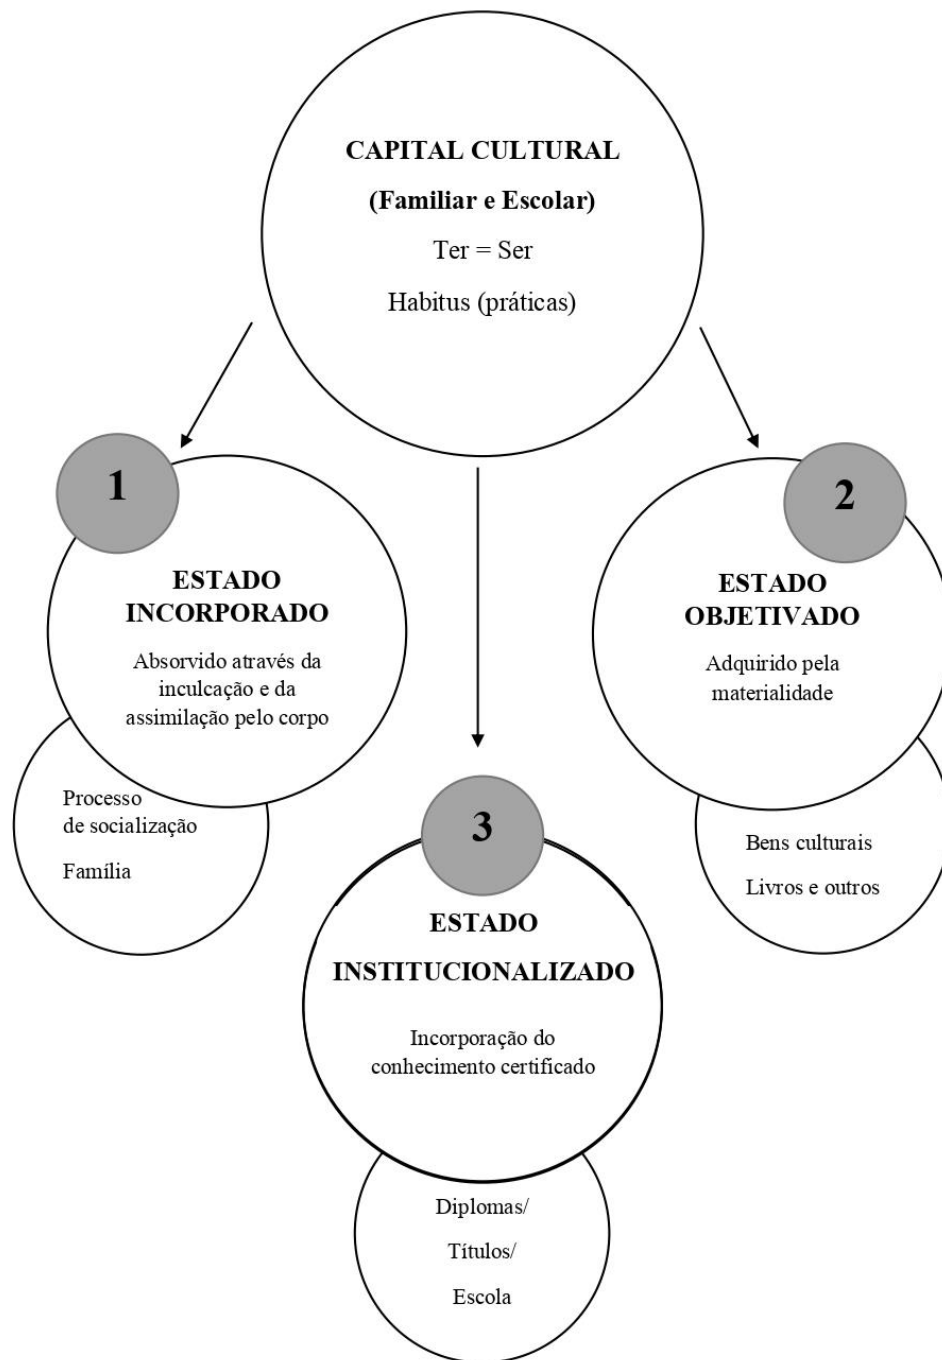 CAPITAL CULTURAL
(Familiar e Escolar)
Ter = Ser
Habitus (práticas)
1
ESTADO
INCORPORADO
Absorvido através da
inculcação e da
assimilação pelo corpo
Processo
de socialização
Família
2
ESTADO
OBJETIVADO
Adquirido pela
materialidade
Bens culturais
Livros e outros
3
ESTADO
INSTITUCIONALIZADO
Incorporação do
conhecimento certificado
Diplomas/
Títulos/
Escola